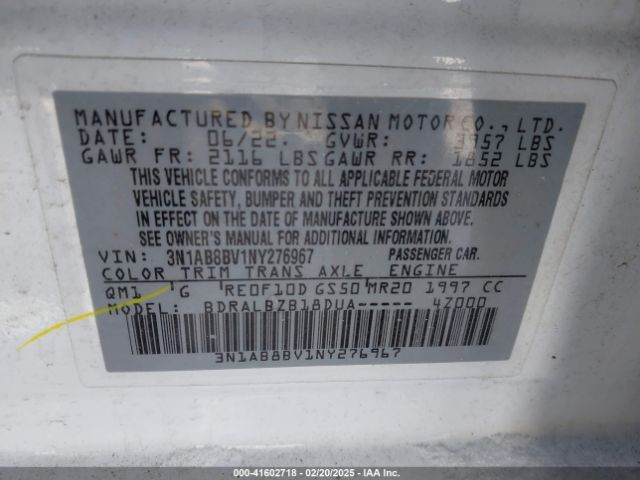 MANUFACTURED BY NISSAN MOTOR CO., LTD.
DATE: 06/22. GVWR: 3957 LBS
GAWR FR: 2116 LBS GAWR RR: 1852 LBS
THIS VEHICLE CONFORMS TO ALL APPLICABLE FEDERAL MOTOR
VEHICLE SAFETY, BUMPER AND THEFT PREVENTION STANDARDS
IN EFFECT ON THE DATE OF MANUFACTURE SHOWN ABOVE.
SEE OWNER'S MANUAL FOR ADDITIONAL INFORMATION
VIN: 3N1AB8BV1NY276967 PASSENGER CAR.
COLOR TRIM TRANS AXLE ENGINE
QM1 G RE0F10D GS50 MR20 1997 CC
MODEL: BDRALBZB18DUA----- 4Z000
3N1AB8BV1NY276967
000-41602718 | 02/20/2025 - IAA Inc.